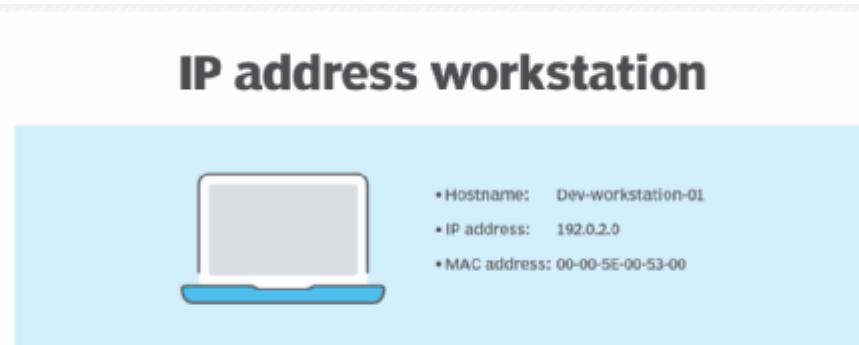 IP address workstation
• Hostname: Dev-workstation-01
• IP address: 192.0.2.0
• MAC address: 00-00-5E-00-53-00